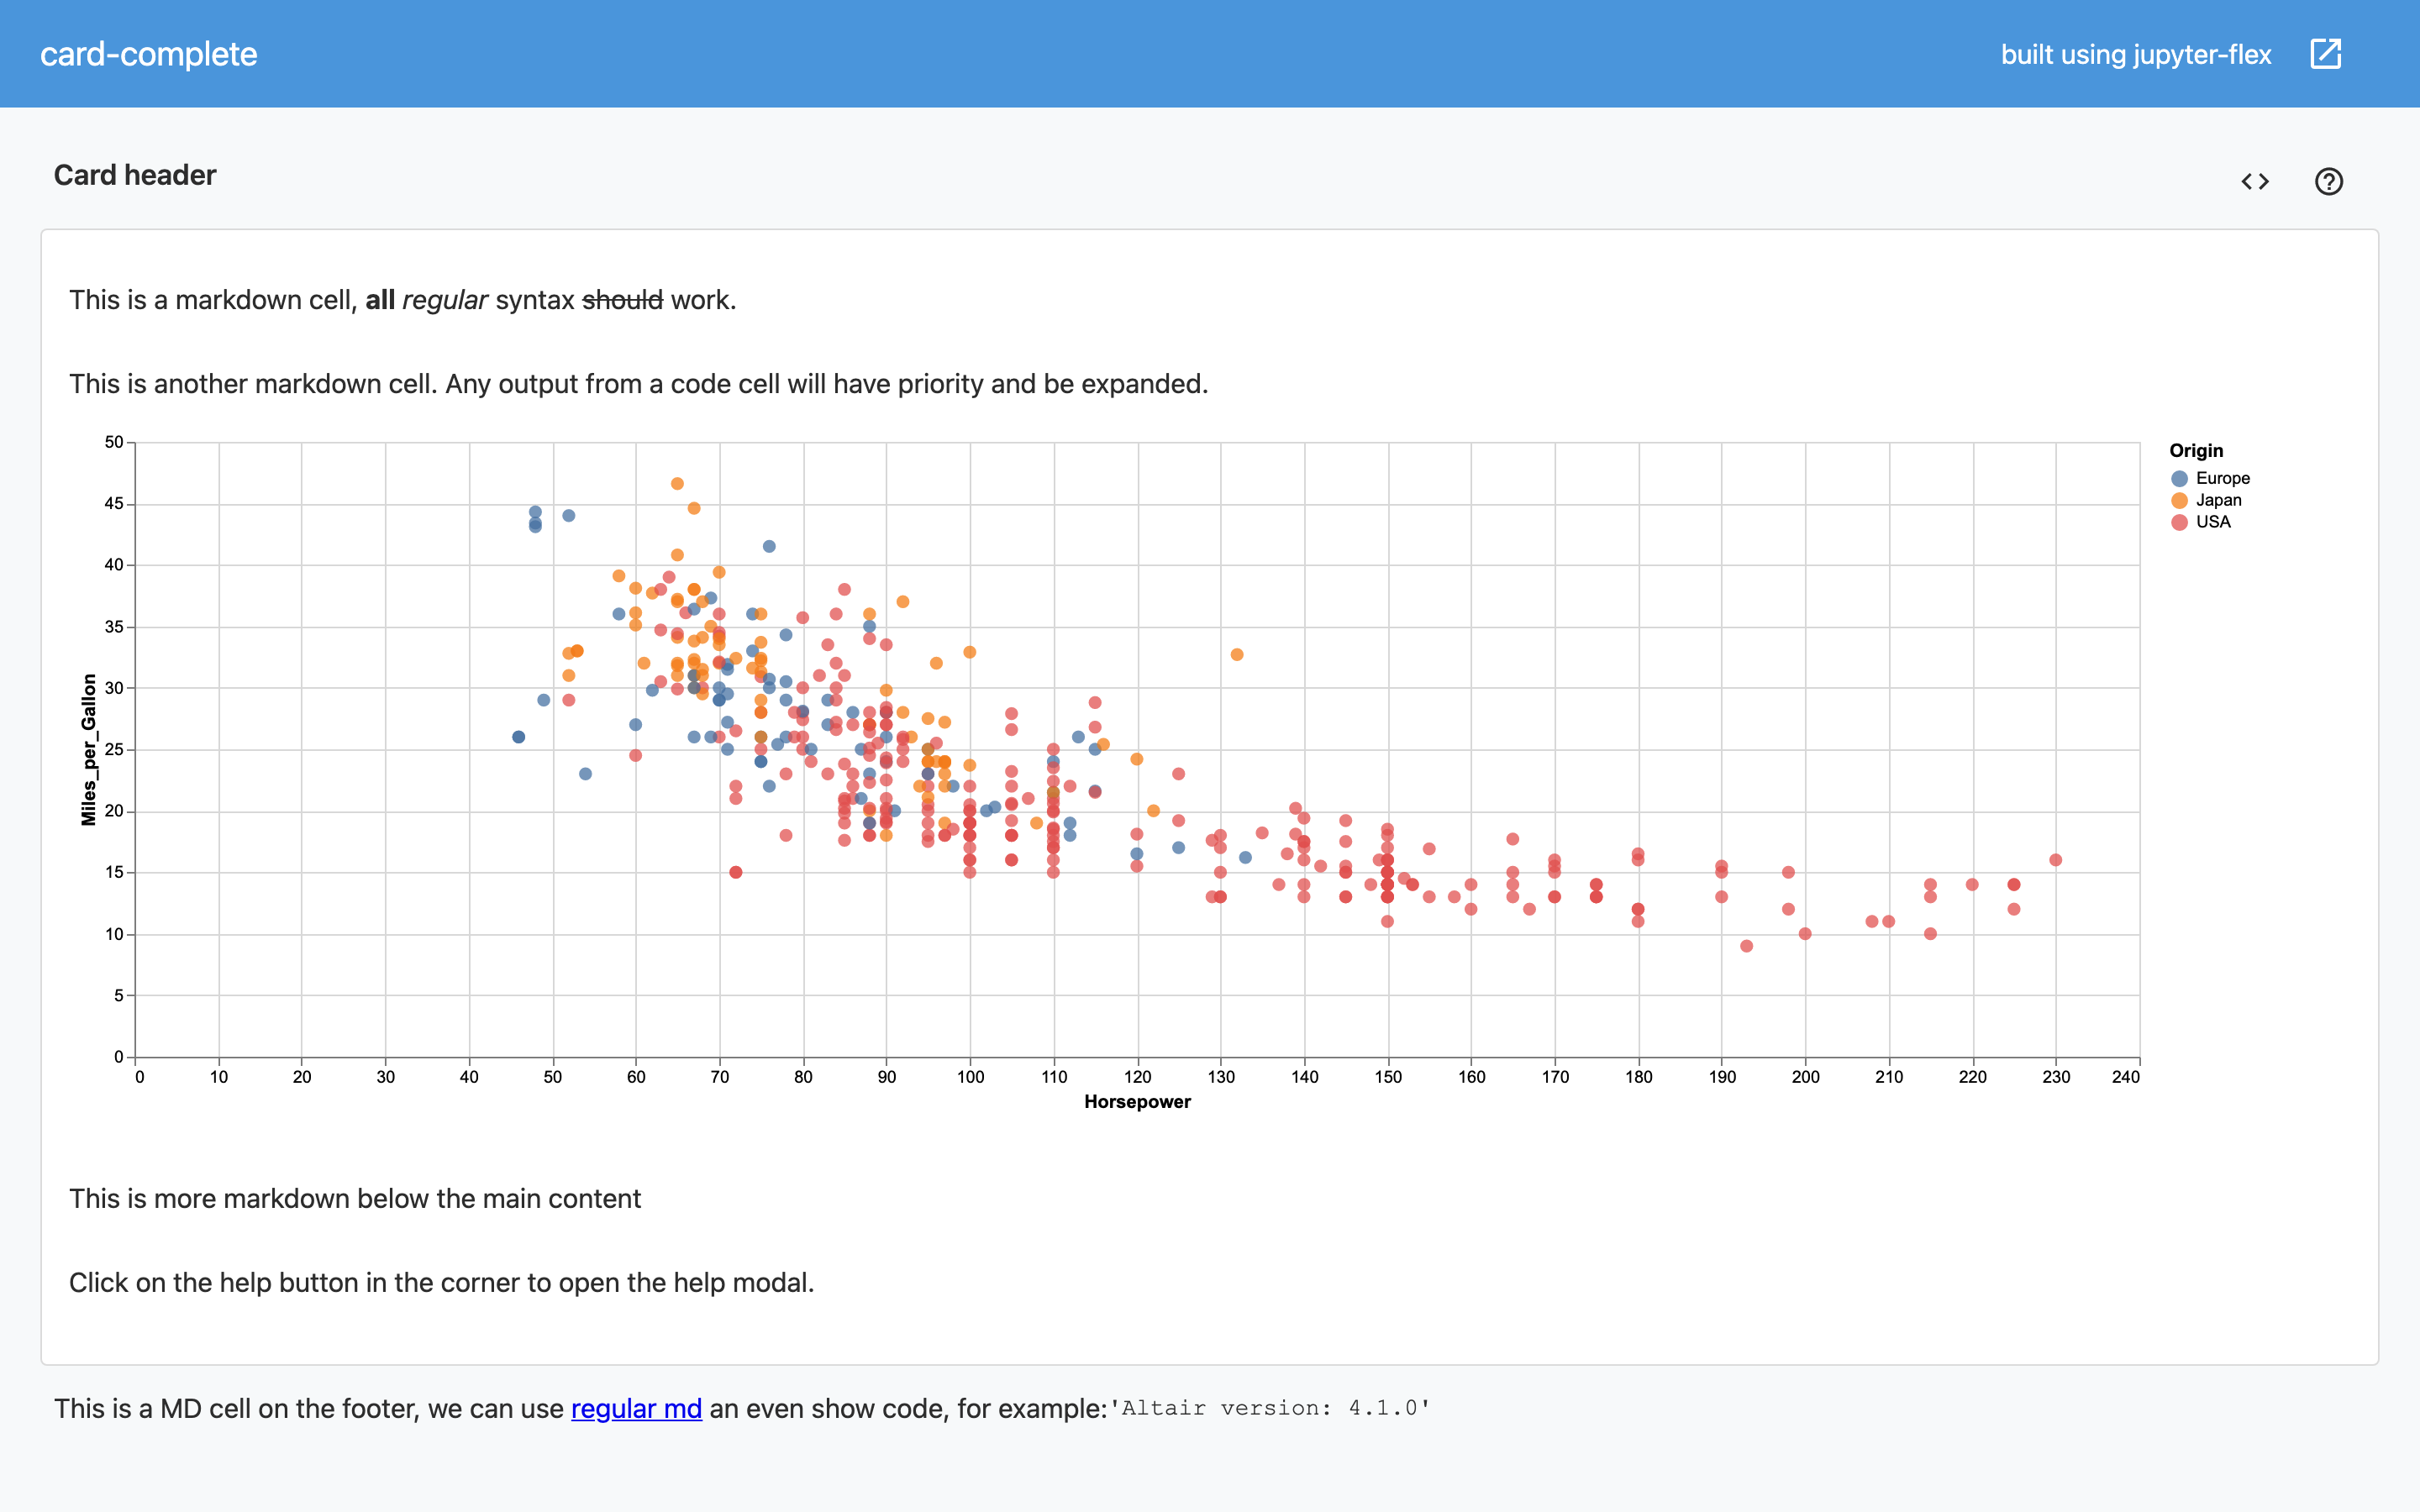 card-complete
built using jupyter-flex
Card header
This is a markdown cell, all regular syntax should work.
This is another markdown cell. Any output from a code cell will have priority and be expanded.
50
45
40
35
30
25
20
15
10
5
0
Miles_per_Gallon
0 10 20 30 40 50 60 70 80 90 100 110 120 130 140 150 160 170 180 190 200 210 220 230 240
Horsepower
Origin
Europe
Japan
USA
This is more markdown below the main content
Click on the help button in the corner to open the help modal.
This is a MD cell on the footer, we can use regular md an even show code, for example:'Altair version: 4.1.0'